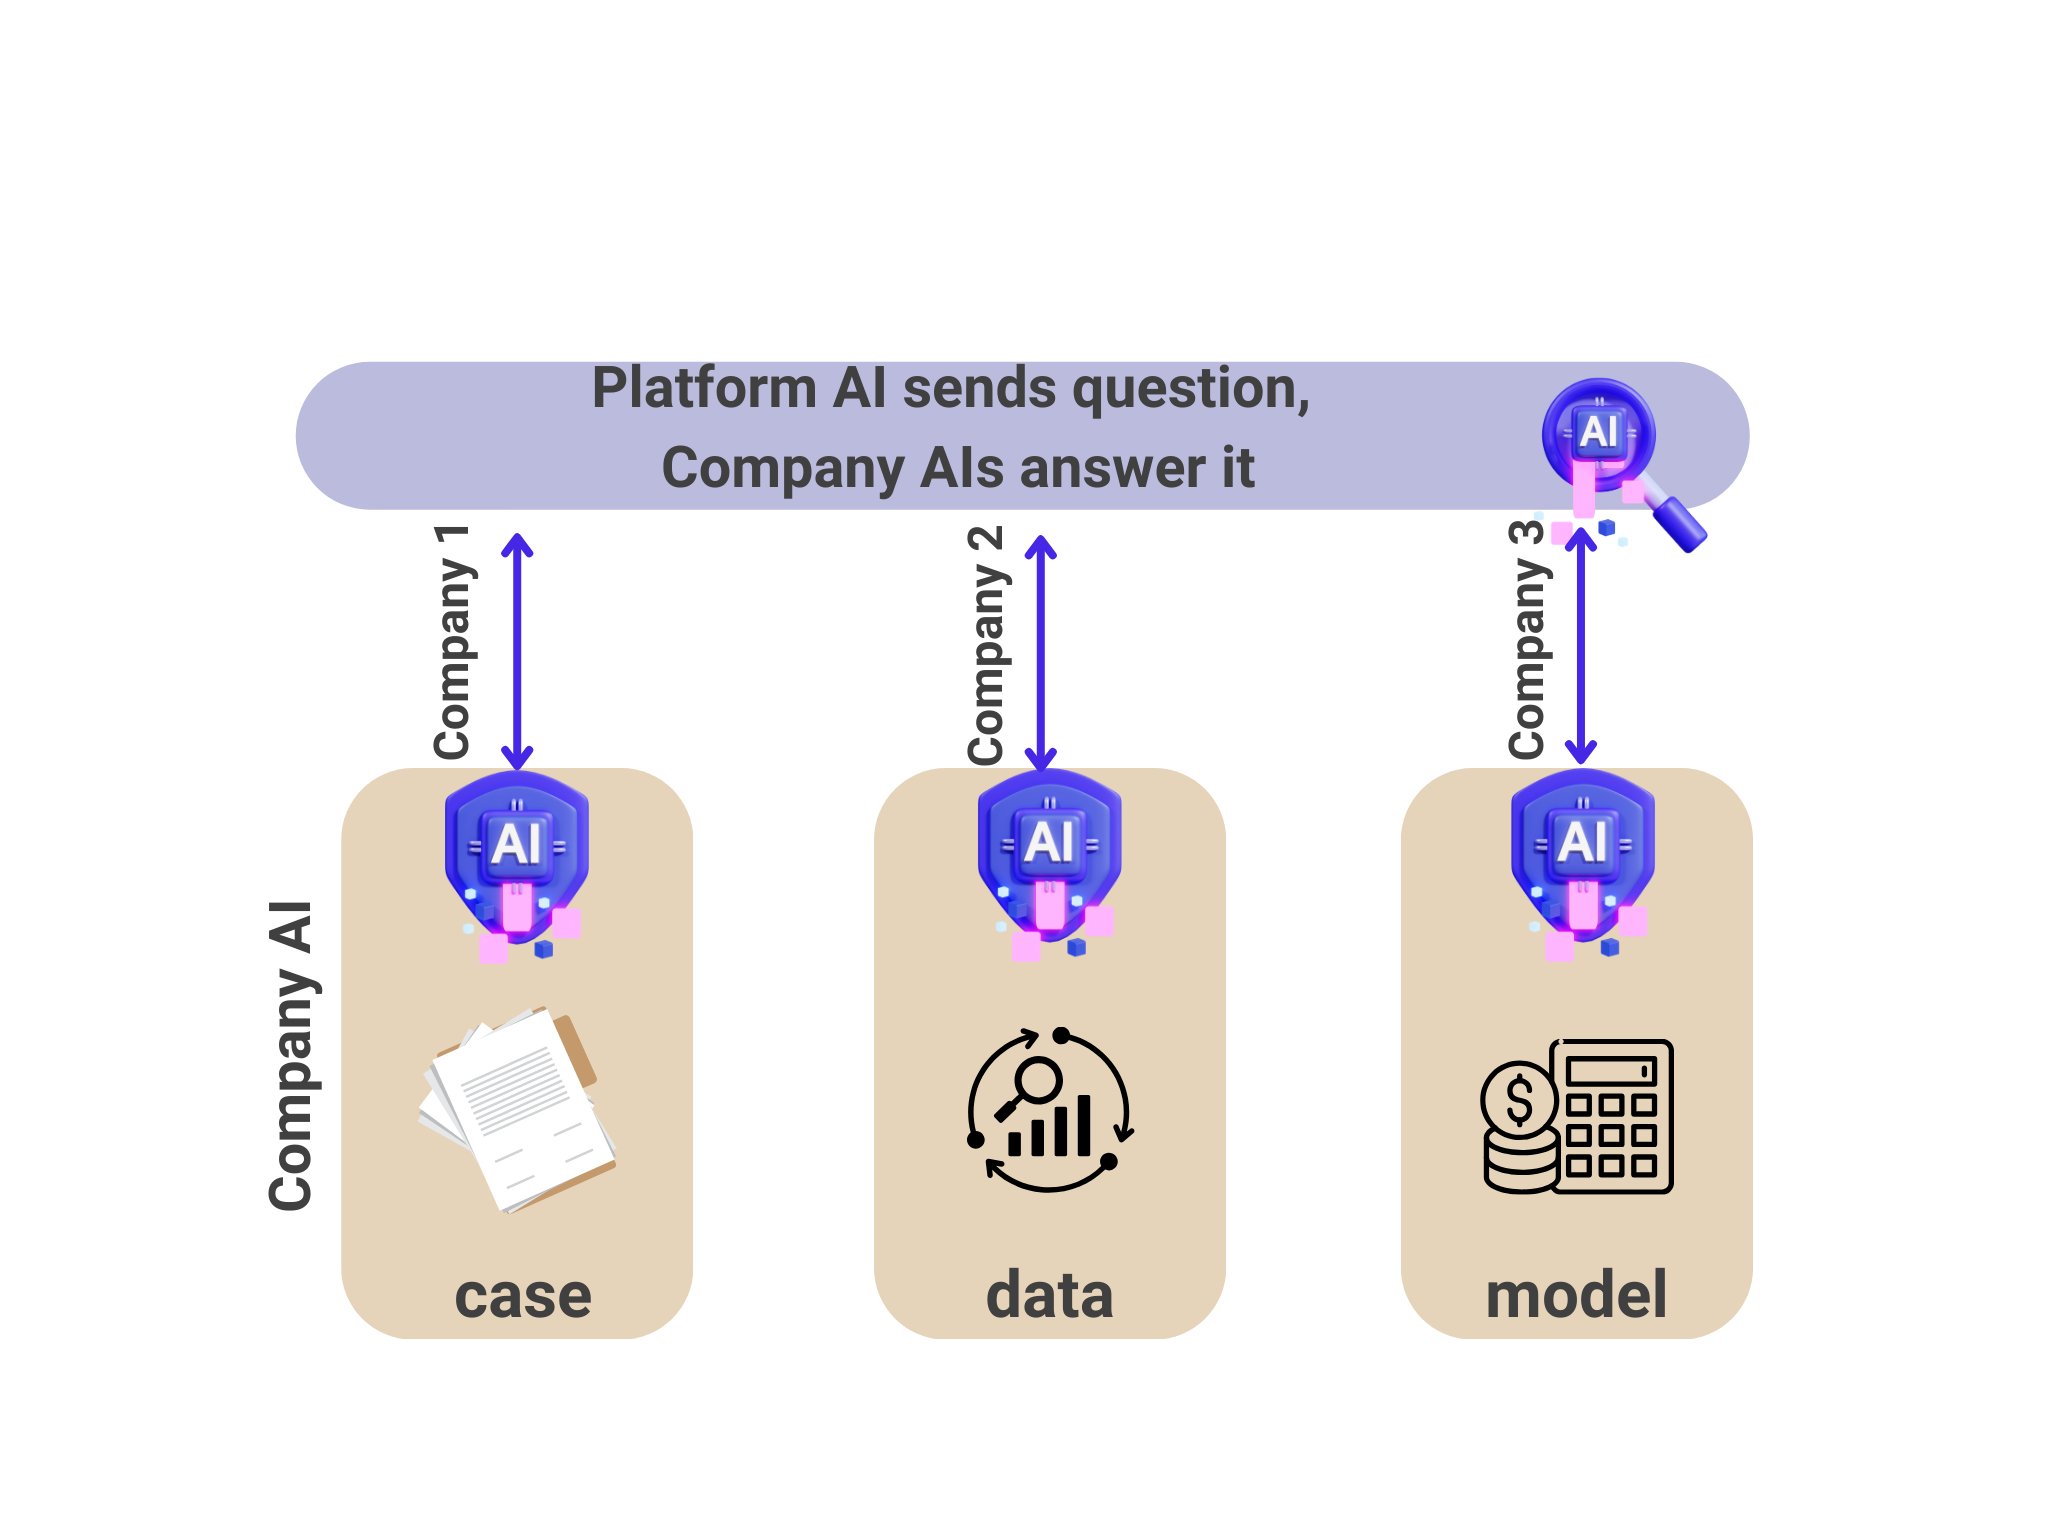 Platform AI sends question,
Company AIs answer it
AI
Company 1
Company 2
Company 3
Company AI
AI
AI
AI
$
case
data
model